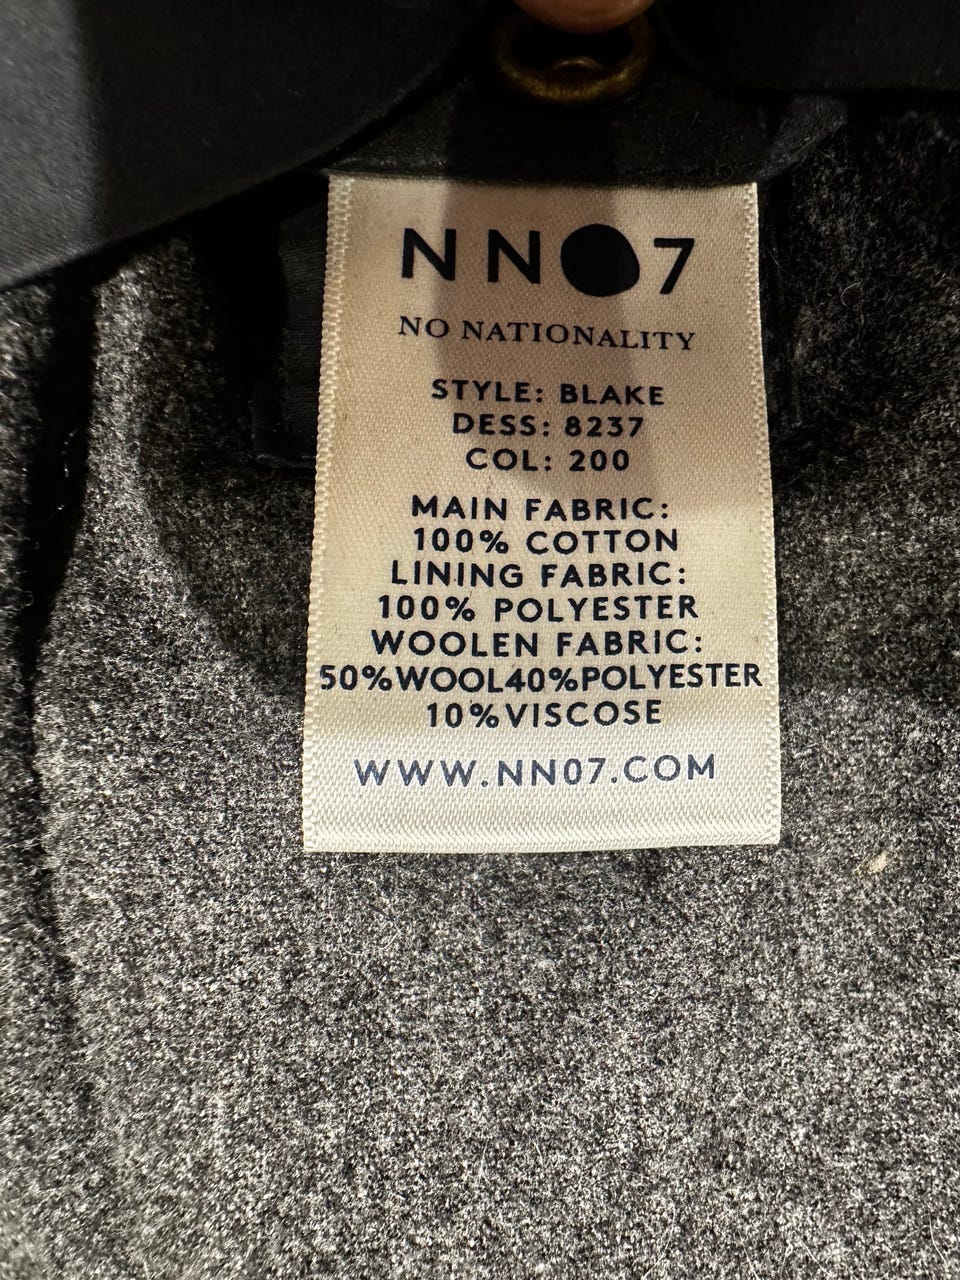 NN07
NO NATIONALITY
STYLE: BLAKE
DESS: 8237
COL: 200
MAIN FABRIC:
100% COTTON
LINING FABRIC:
100% POLYESTER
WOOLEN FABRIC:
50%WOOL40%POLYESTER
10%VISCOSE
WWW.NN07.COM